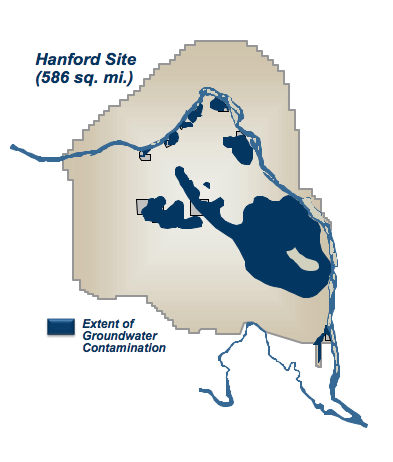 Hanford Site
(586 sq. mi.)
Extent of
Groundwater
Contamination